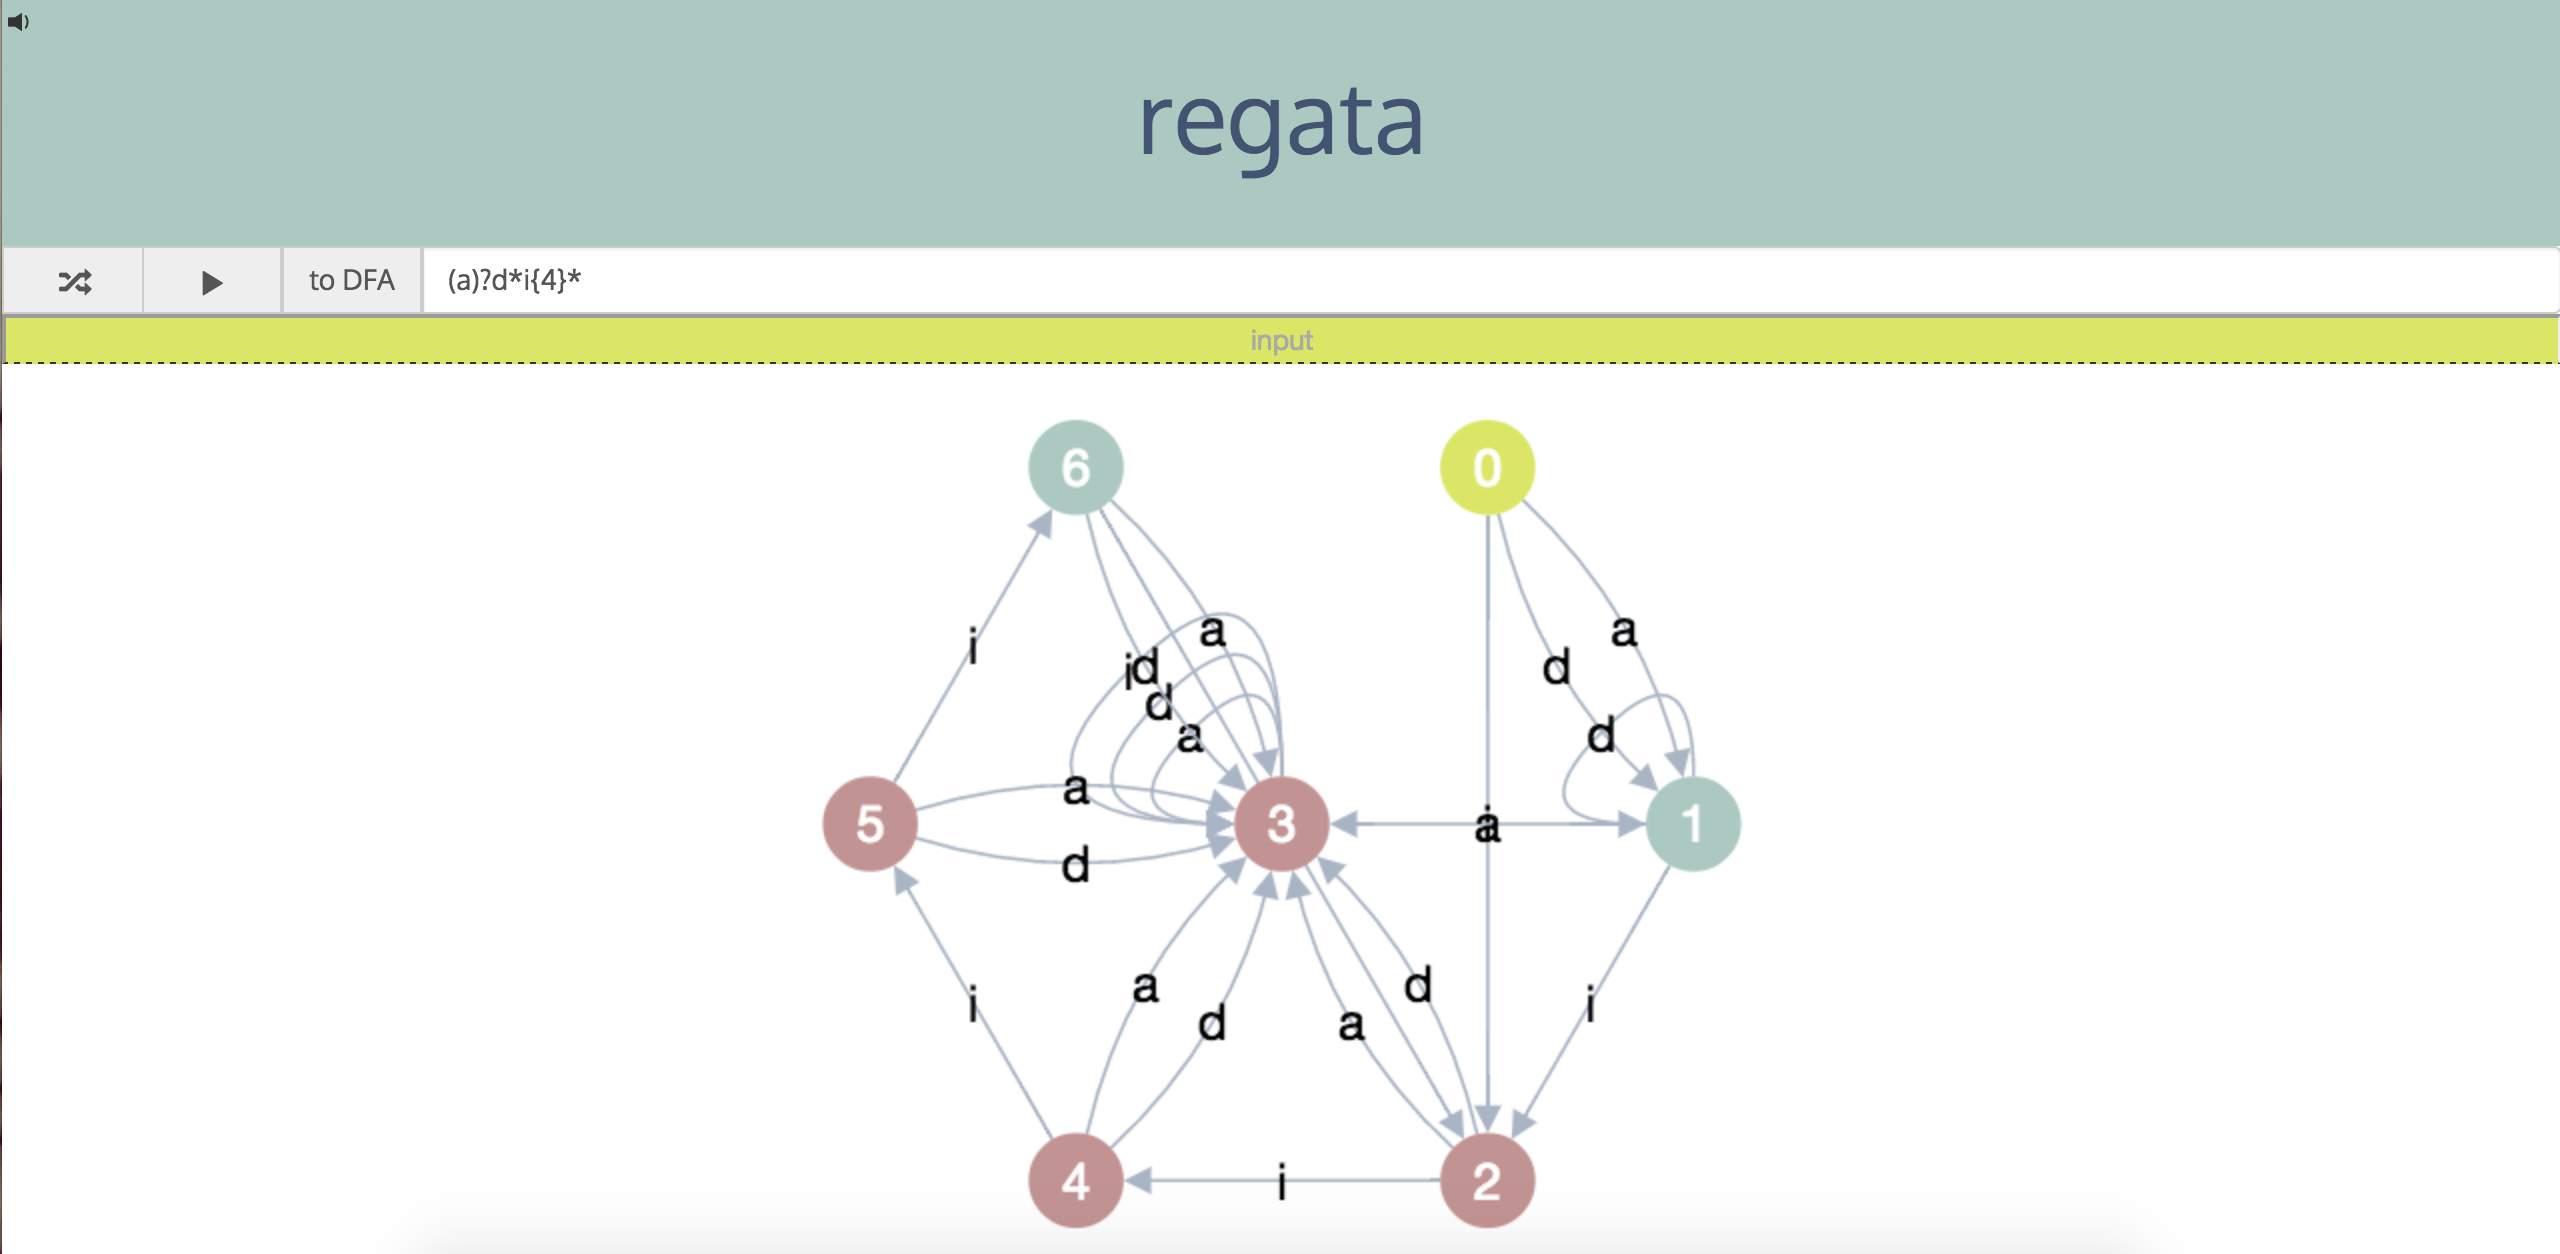 regata
to DFA (a)?d*i{4}*
input
6 0
a a
i id d
d
a d
a
5 3 a i 1
d
a d
i d a i
4 i 2